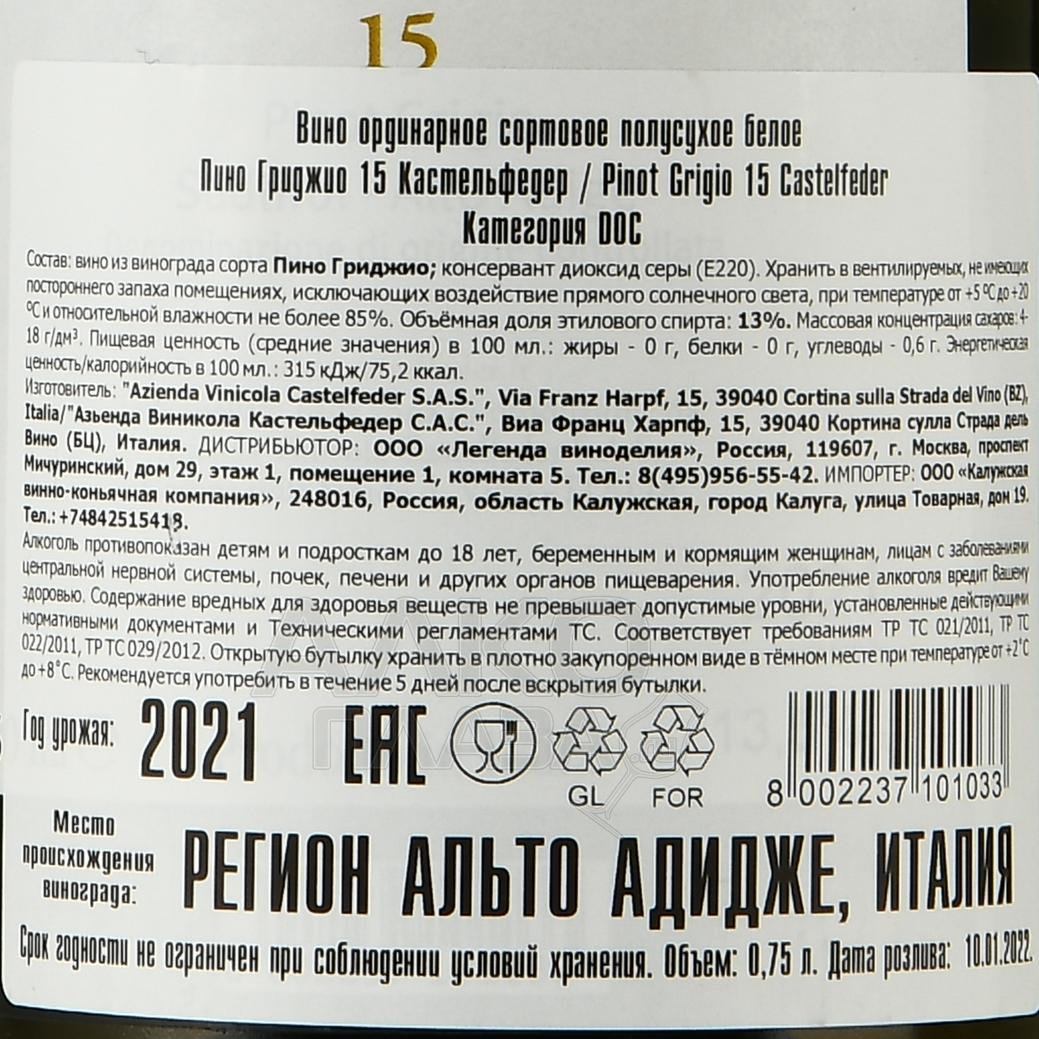 15
Вино ординарное сортовое полусухое белое
Пино Гриджио 15 Кастельфедер / Pinot Grigio 15 Castelfeder
Категория DOC
Состав: вино из винограда сорта Пино Гриджио; консервант диоксид серы (Е220). Хранить в вентилируемых, не имеющих
постороннего запаха помещениях, исключающих воздействие прямого солнечного света, при температуре от +5 ºС до +20
ºС и относительной влажности не более 85%. Объёмная доля этилового спирта: 13%. Массовая концентрация сахаров: 4-
18 г/дм³. Пищевая ценность (средние значения) в 100 мл.: жиры - 0 г, белки - 0 г, углеводы - 0,6 г. Энергетическая
ценность/калорийность в 100 мл.: 315 кДж/75,2 ккал.
Изготовитель: "Azienda Vinicola Castelfeder S.A.S.", Via Franz Harpf, 15, 39040 Cortina sulla Strada del Vino (BZ),
Italia/"Азьенда Виникола Кастельфедер С.А.С.", Виа Франц Харпф, 15, 39040 Кортина сулла Страда дель
Вино (БЦ), Италия. ДИСТРИБЬЮТОР: ООО «Легенда виноделия», Россия, 119607, г. Москва, проспект
Мичуринский, дом 29, этаж 1, помещение 1, комната 5. Тел.: 8(495)956-55-42. ИМПОРТЕР: ООО «Калужская
винно-коньячная компания», 248016, Россия, область Калужская, город Калуга, улица Товарная, дом 19.
Тел.: +74842515418.
Алкоголь противопоказан детям и подросткам до 18 лет, беременным и кормящим женщинам, лицам с заболеваниями
центральной нервной системы, почек, печени и других органов пищеварения. Употребление алкоголя вредит Вашему
здоровью. Содержание вредных для здоровья веществ не превышает допустимые уровни, установленные действующими
нормативными документами и Техническими регламентами ТС. Соответствует требованиям ТР ТС 021/2011, ТР ТС
022/2011, ТР ТС 029/2012. Открытую бутылку хранить в плотно закупоренном виде в тёмном месте при температуре от +2˚С
до +8˚С. Рекомендуется употребить в течение 5 дней после вскрытия бутылки.
Год урожая: 2021 EAC
GL FOR
8 002237 101033
Место
происхождения
винограда:
РЕГИОН АЛЬТО АДИДЖЕ, ИТАЛИЯ
Срок годности не ограничен при соблюдении условий хранения. Объем: 0,75 л. Дата розлива: 10.01.2022.